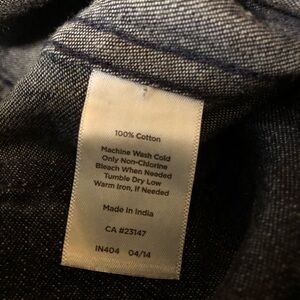 100% Cotton
Machine Wash Cold
Only Non-Chlorine
Bleach When Needed
Tumble Dry Low
Warm Iron, If Needed
Made in India
CA #23147
IN404 04/14